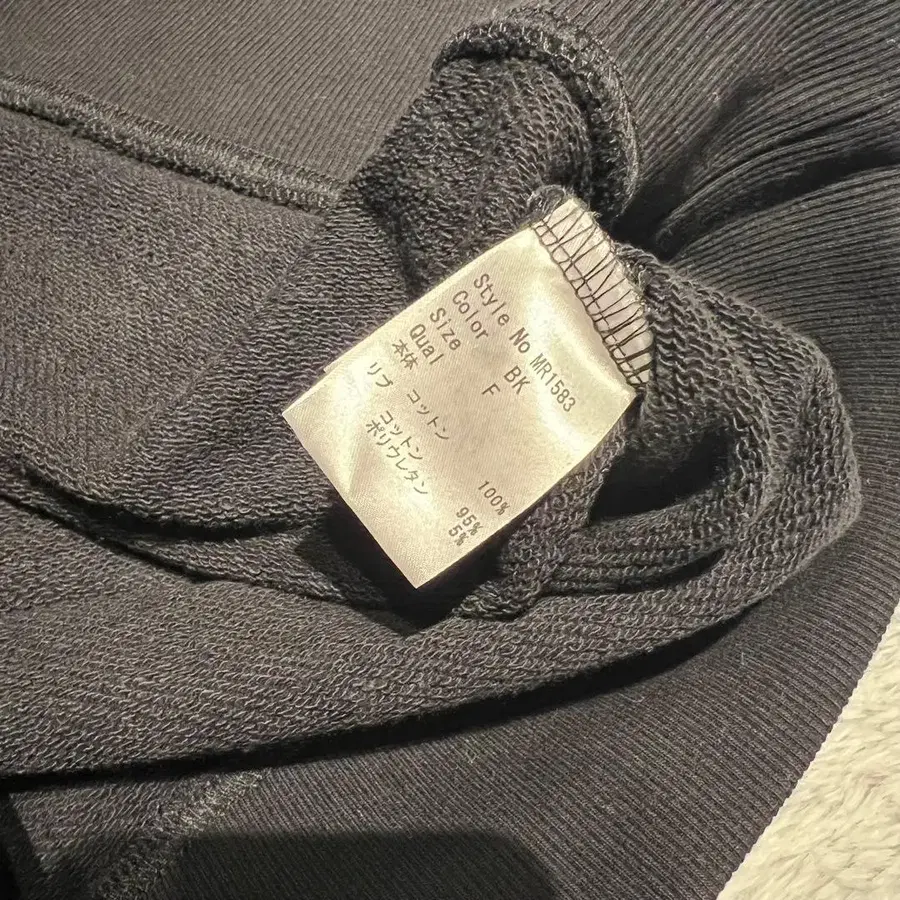 Style No MR1583
Color BK
Size F
Qual
本体 コットン 100%
リブ コットン 95%
ポリウレタン 5%